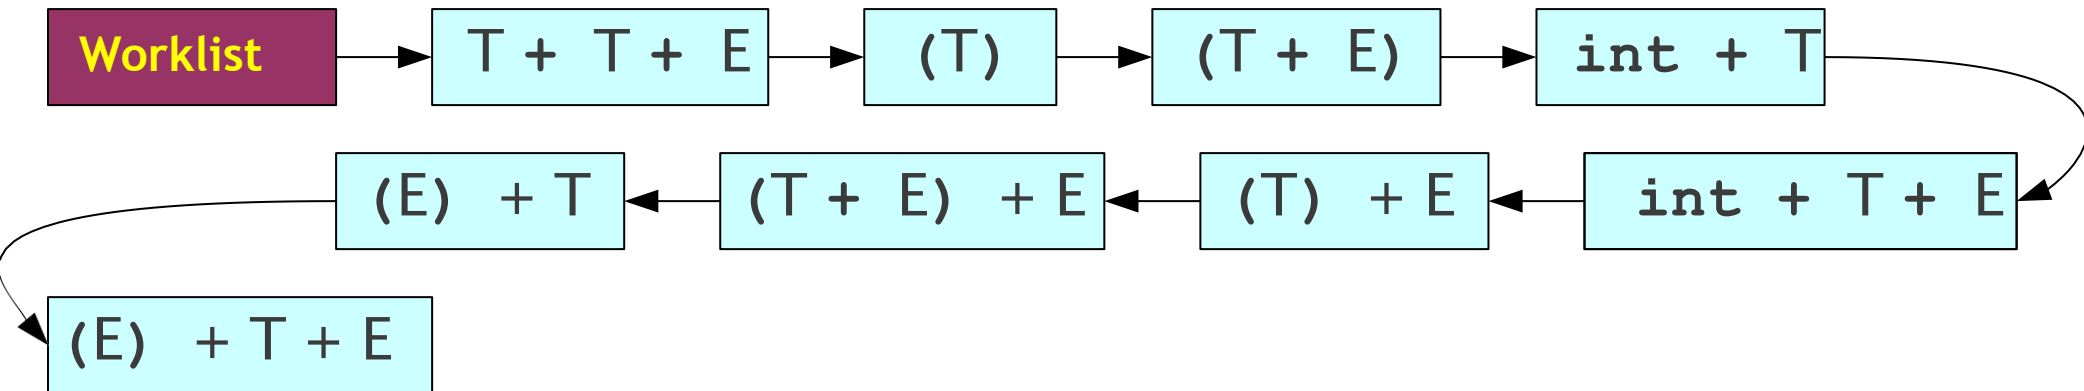 Worklist
T + T + E
(T)
(T + E)
int + T
(E) + T
(T + E) + E
(T) + E
int + T + E
(E) + T + E